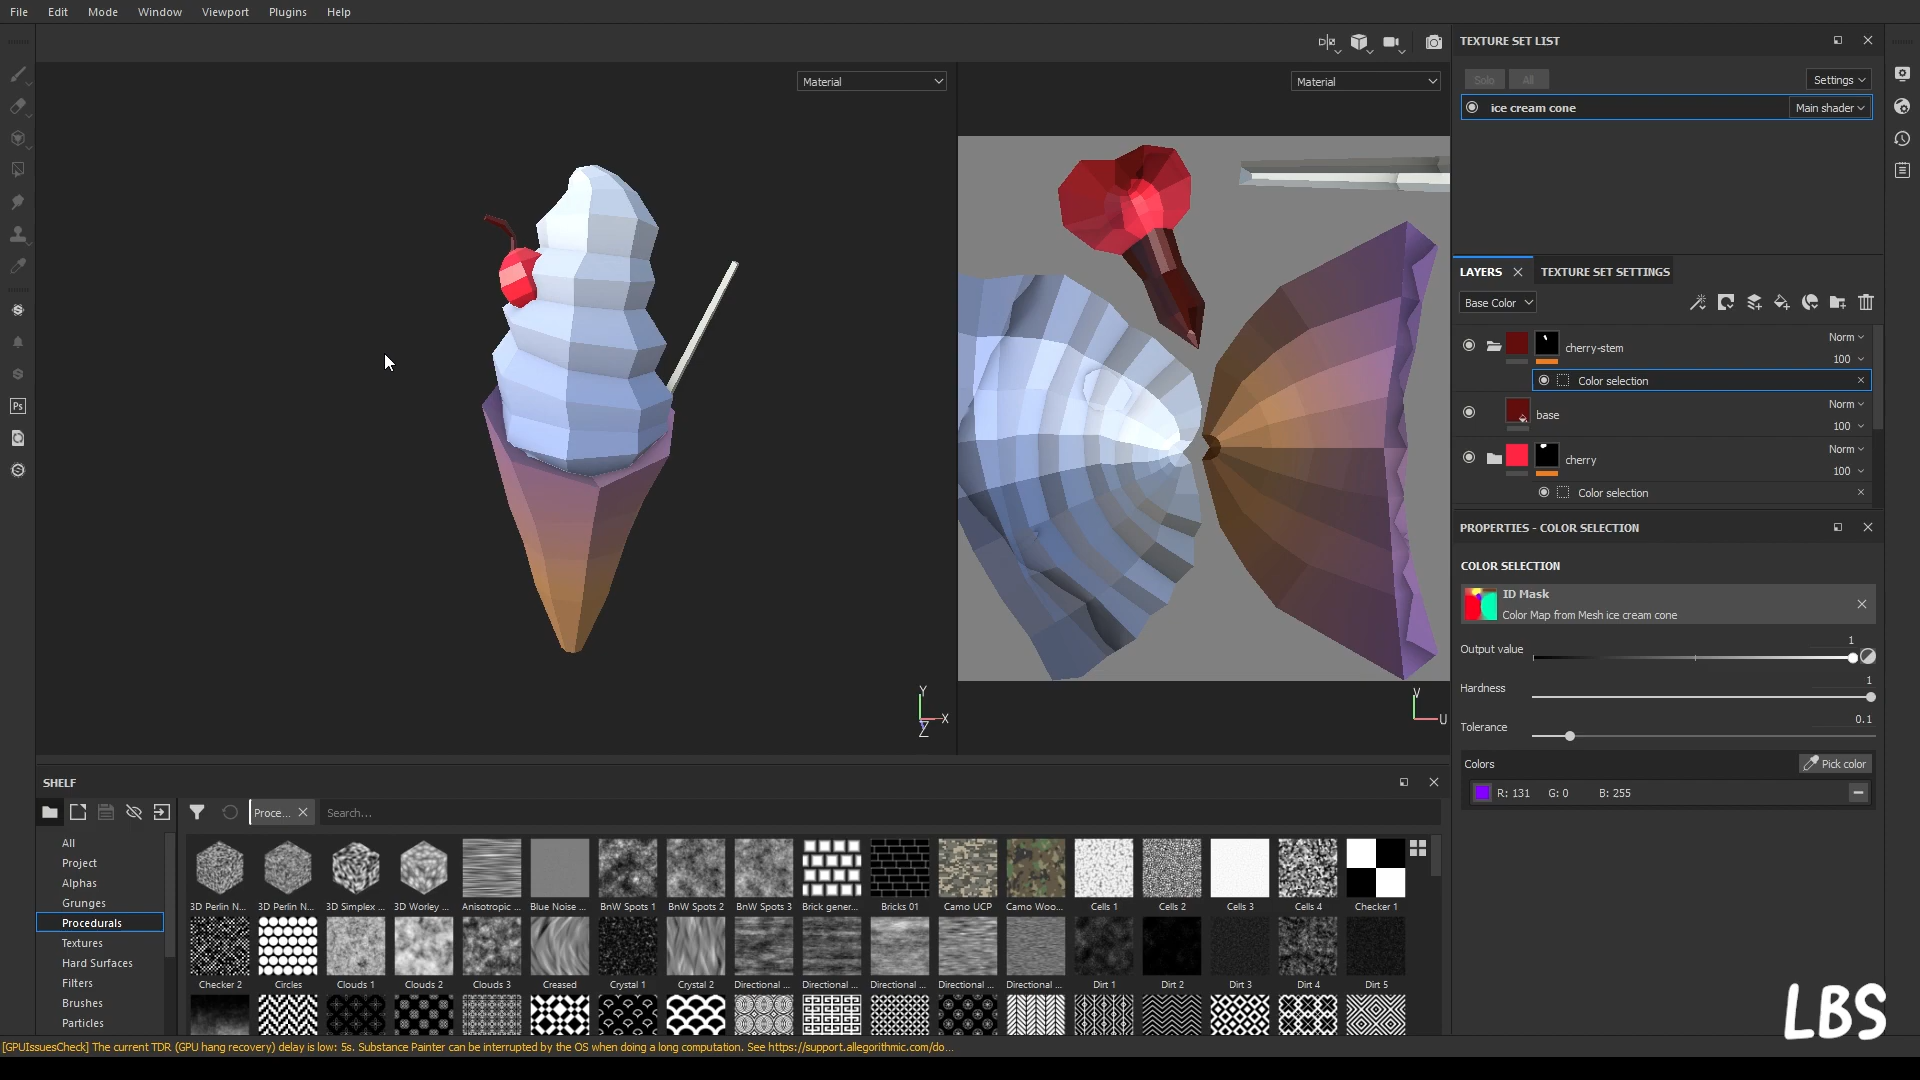 File Edit Mode Window Viewport Plugins Help
Material
Material
Y
X
Z
V
U
TEXTURE SET LIST
Solo All Settings
ice cream cone Main shader
LAYERS TEXTURE SET SETTINGS
Base Color
cherry-stem Norm
100
Color selection
base Norm
100
cherry Norm
100
Color selection
PROPERTIES - COLOR SELECTION
COLOR SELECTION
ID Mask
Color Map from Mesh ice cream cone
Output value 1
Hardness 1
Tolerance 0.1
Colors Pick color
R: 131 G: 0 B: 255
Ps
SHELF
Proce... Search...
All
Project
Alphas
Grunges
Procedurals
Textures
Hard Surfaces
Filters
Brushes
Particles
3D Perlin N... 3D Perlin N... 3D Simplex ... 3D Worley ... Anisotropic ... Blue Noise ... BnW Spots 1 BnW Spots 2 BnW Spots 3 Brick gener... Bricks 01 Camo UCP Camo Woo... Cells 1 Cells 2 Cells 3 Cells 4 Checker 1
Checker 2 Circles Clouds 1 Clouds 2 Clouds 3 Creased Crystal 1 Crystal 2 Directional ... Directional ... Directional ... Directional ... Directional ... Dirt 1 Dirt 2 Dirt 3 Dirt 4 Dirt 5
LBS
[GPUIssuesCheck] The current TDR (GPU hang recovery) delay is low: 5s. Substance Painter can be interrupted by the OS when doing a long computation. See https://support.allegorithmic.com/do...